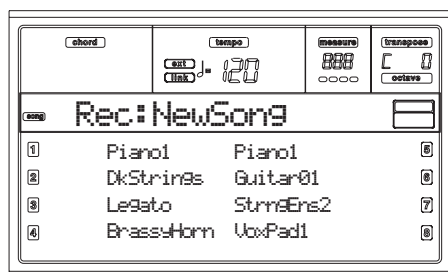 chord tempo measure transpose
ext link ♩= 120 888 C 0
octave
song Rec:NewSong
1 Piano1 Piano1 5
2 DkStrings Guitar01 6
3 Legato StrngEns2 7
4 BrassyHorn VoxPad1 8